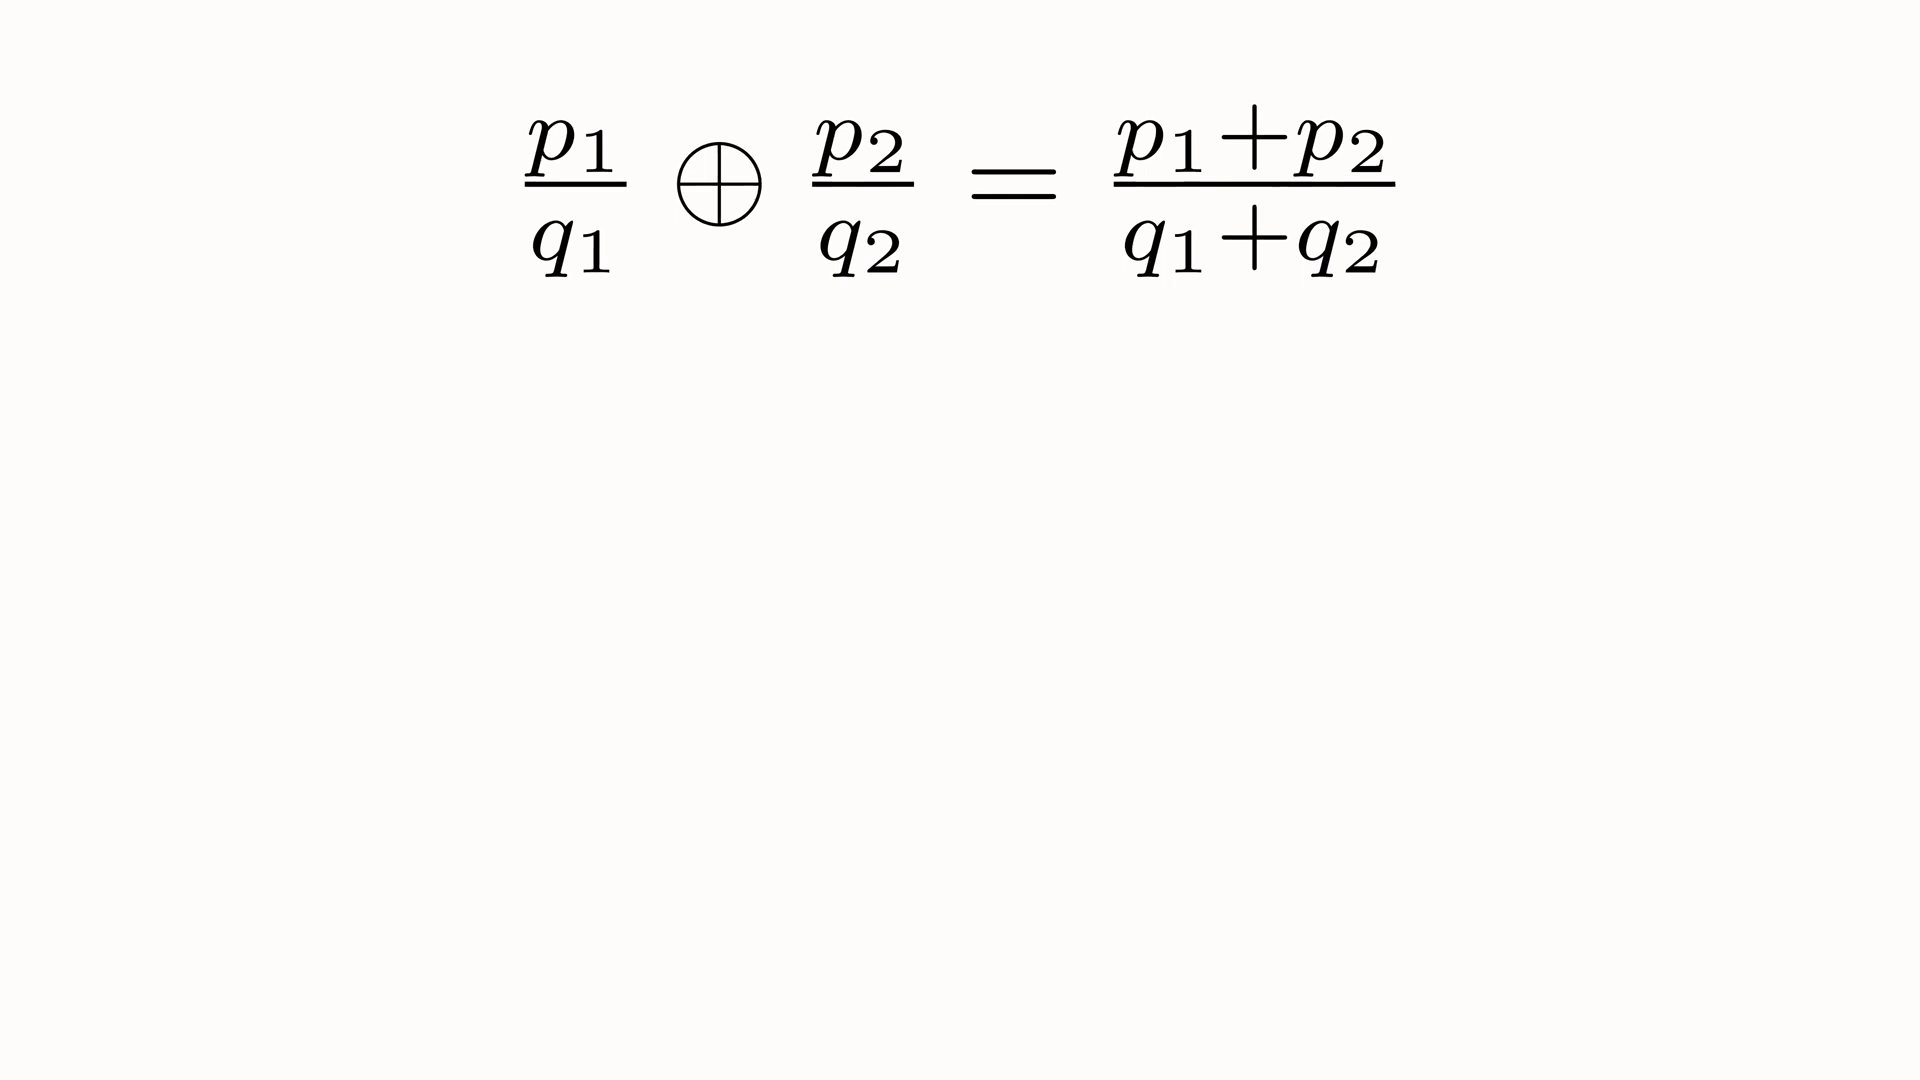 p₁/q₁ ⊕ p₂/q₂ = p₁+p₂/q₁+q₂